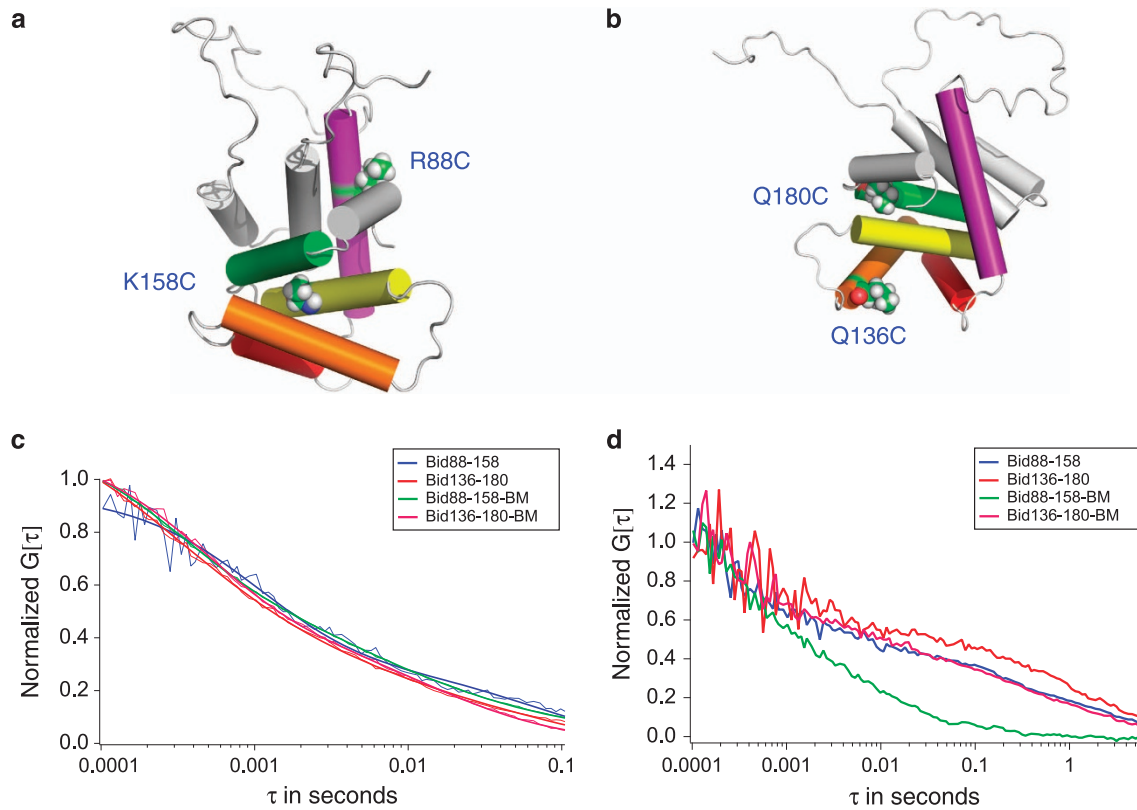 a
R88C
K158C
b
Q180C
Q136C
c
Bid88-158
Bid136-180
Bid88-158-BM
Bid136-180-BM
1.0
0.8
0.6
0.4
0.2
0.0
Normalized G[τ]
0.0001
0.001
0.01
0.1
τ in seconds
d
Bid88-158
Bid136-180
Bid88-158-BM
Bid136-180-BM
1.4
1.2
1.0
0.8
0.6
0.4
0.2
0.0
Normalized G[τ]
0.0001
0.001
0.01
0.1
1
τ in seconds